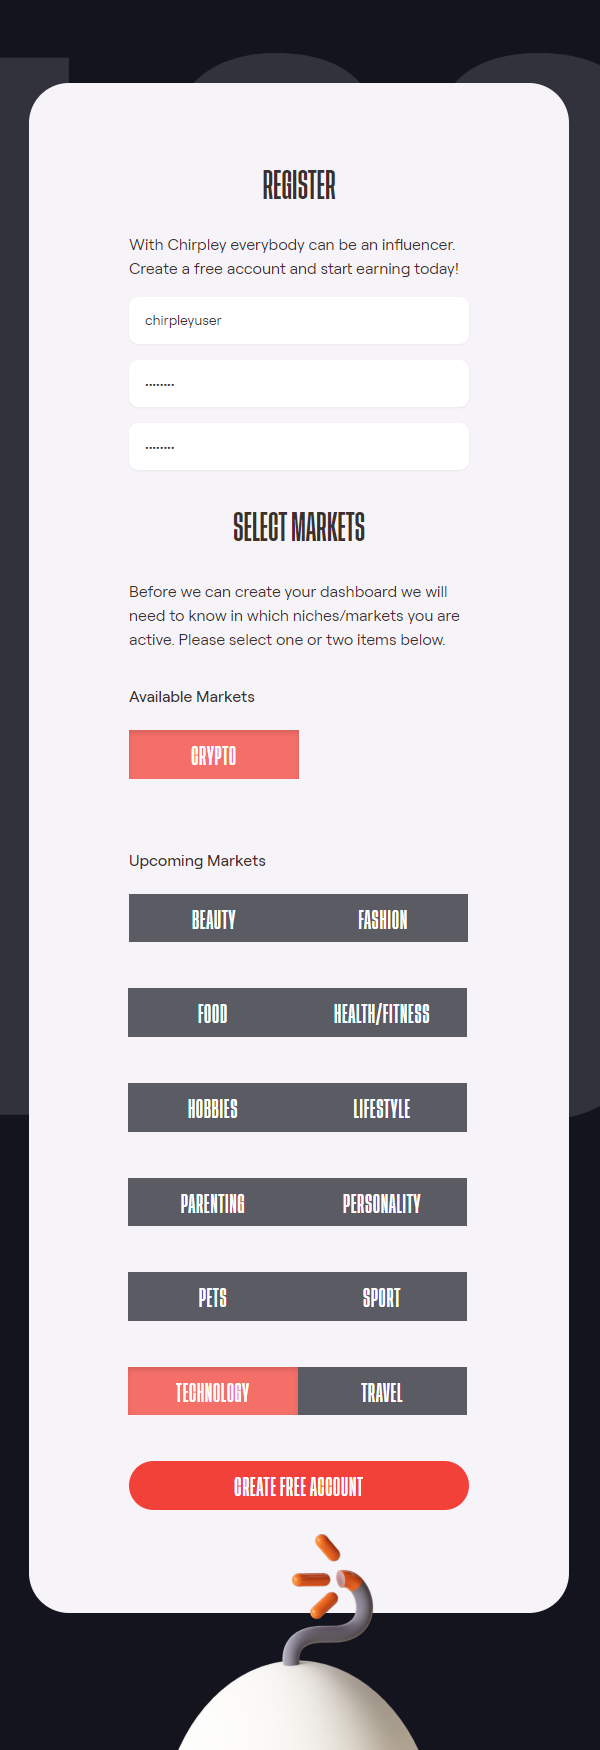 REGISTER
With Chirpley everybody can be an influencer.
Create a free account and start earning today!
chirpleyuser
••••••••
••••••••
SELECT MARKETS
Before we can create your dashboard we will
need to know in which niches/markets you are
active. Please select one or two items below.
Available Markets
CRYPTO
Upcoming Markets
BEAUTY FASHION
FOOD HEALTH/FITNESS
HOBBIES LIFESTYLE
PARENTING PERSONALITY
PETS SPORT
TECHNOLOGY TRAVEL
CREATE FREE ACCOUNT